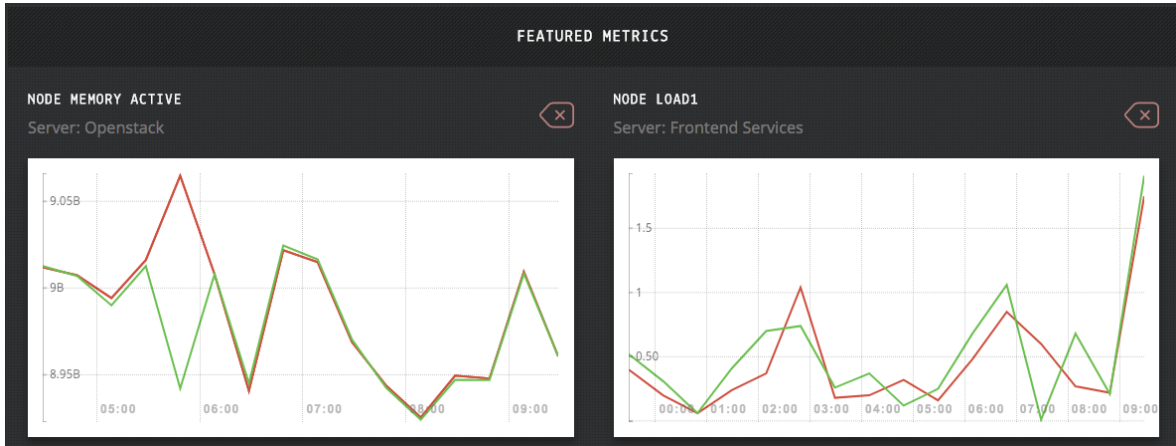 FEATURED METRICS
NODE MEMORY ACTIVE
Server: Openstack
9.05B
9B
8.95B
05:00 06:00 07:00 08:00 09:00
NODE LOAD1
Server: Frontend Services
1.5
1
0.50
00:00 01:00 02:00 03:00 04:00 05:00 06:00 07:00 08:00 09:00